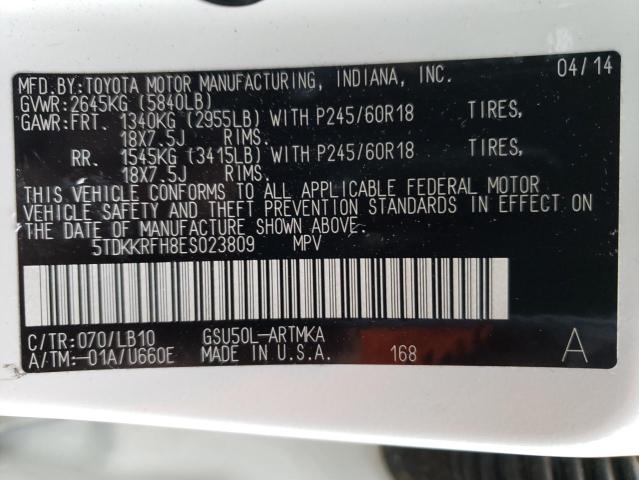 MFD.BY:TOYOTA MOTOR MANUFACTURING, INDIANA, INC. 04/14
GVWR:2645KG (5840LB)
GAWR:FRT. 1340KG (2955LB) WITH P245/60R18 TIRES,
18X7.5J RIMS.
RR. 1545KG (3415LB) WITH P245/60R18 TIRES,
18X7.5J RIMS.
THIS VEHICLE CONFORMS TO ALL APPLICABLE FEDERAL MOTOR
VEHICLE SAFETY AND THEFT PREVENTION STANDARDS IN EFFECT ON
THE DATE OF MANUFACTURE SHOWN ABOVE.
5TDKKRFH8ES023809 MPV
C/TR:070/LB10 GSU50L-ARTMKA
A/TM:-01A/U660E MADE IN U.S.A. 168 A